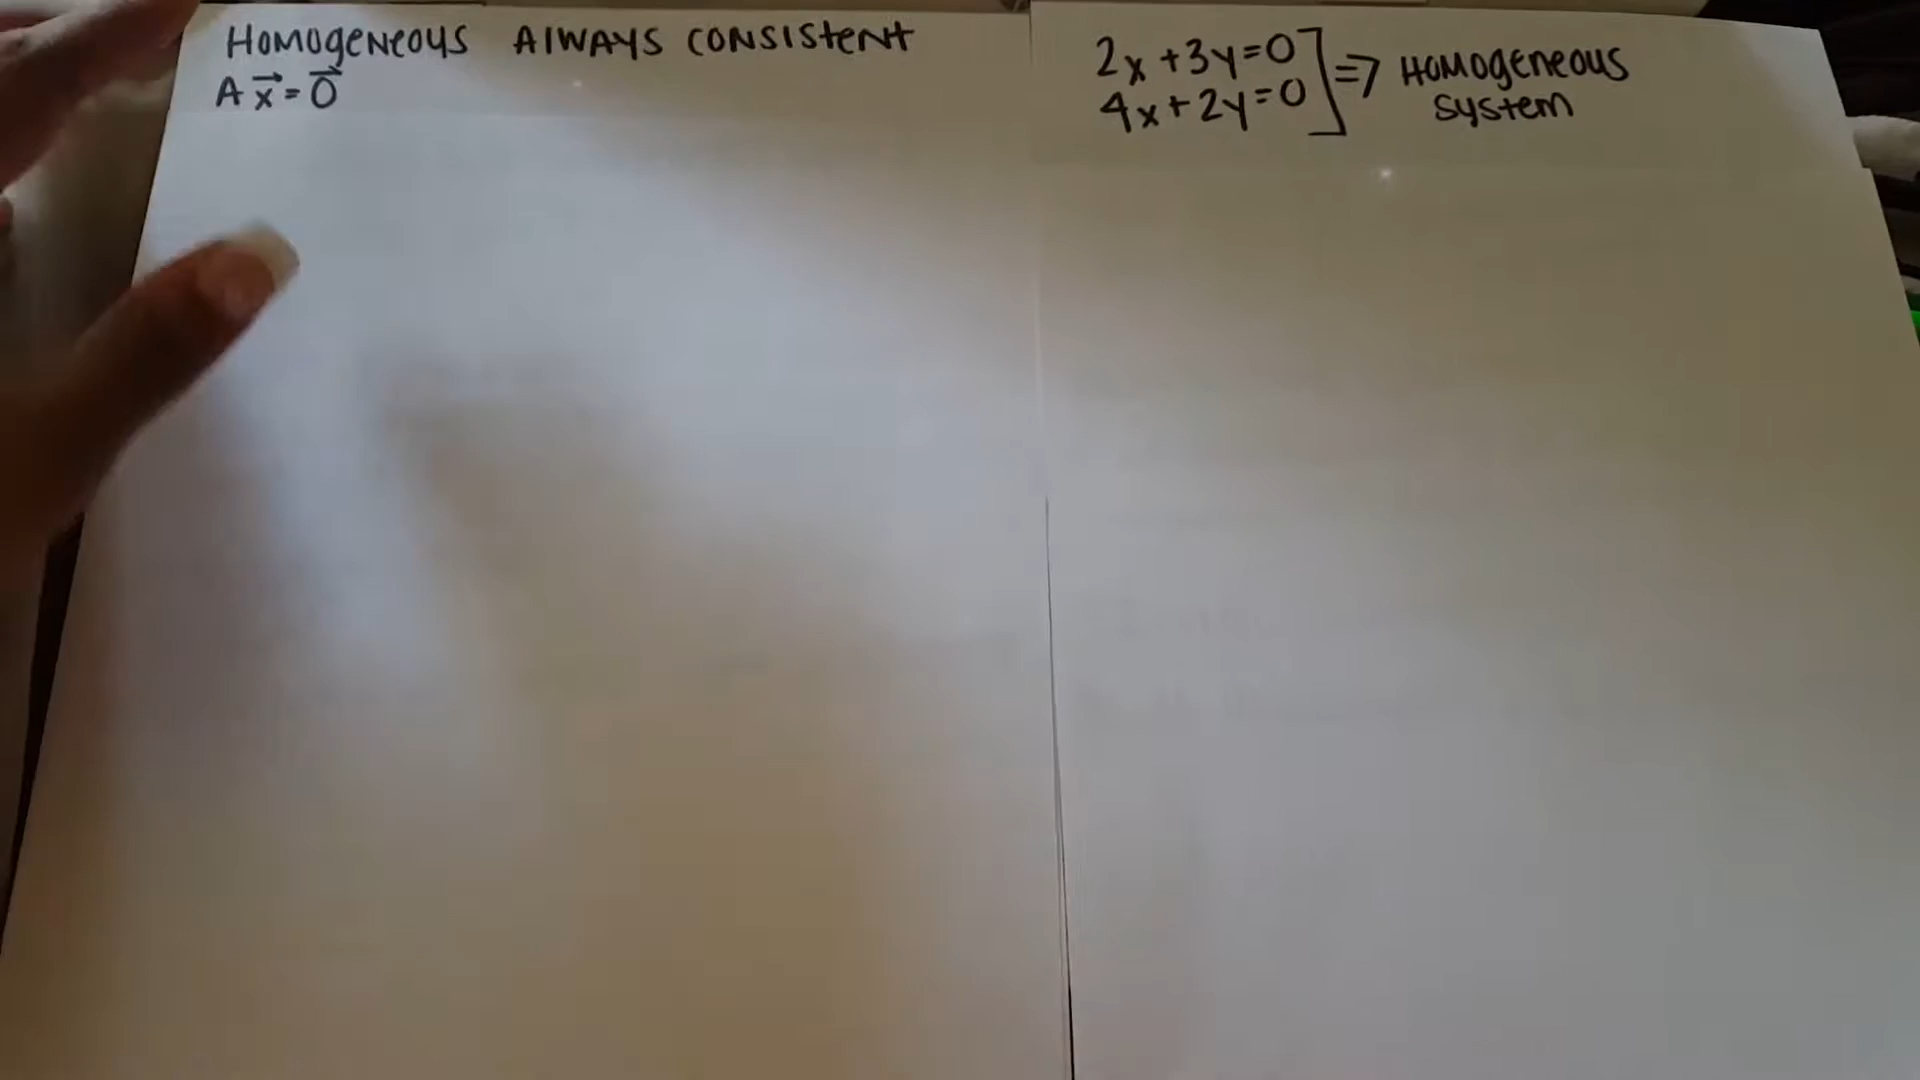 Homogeneous Always consistent
A x⃗ = 0⃗
2x + 3y = 0 ] => Homogeneous
4x + 2y = 0 system